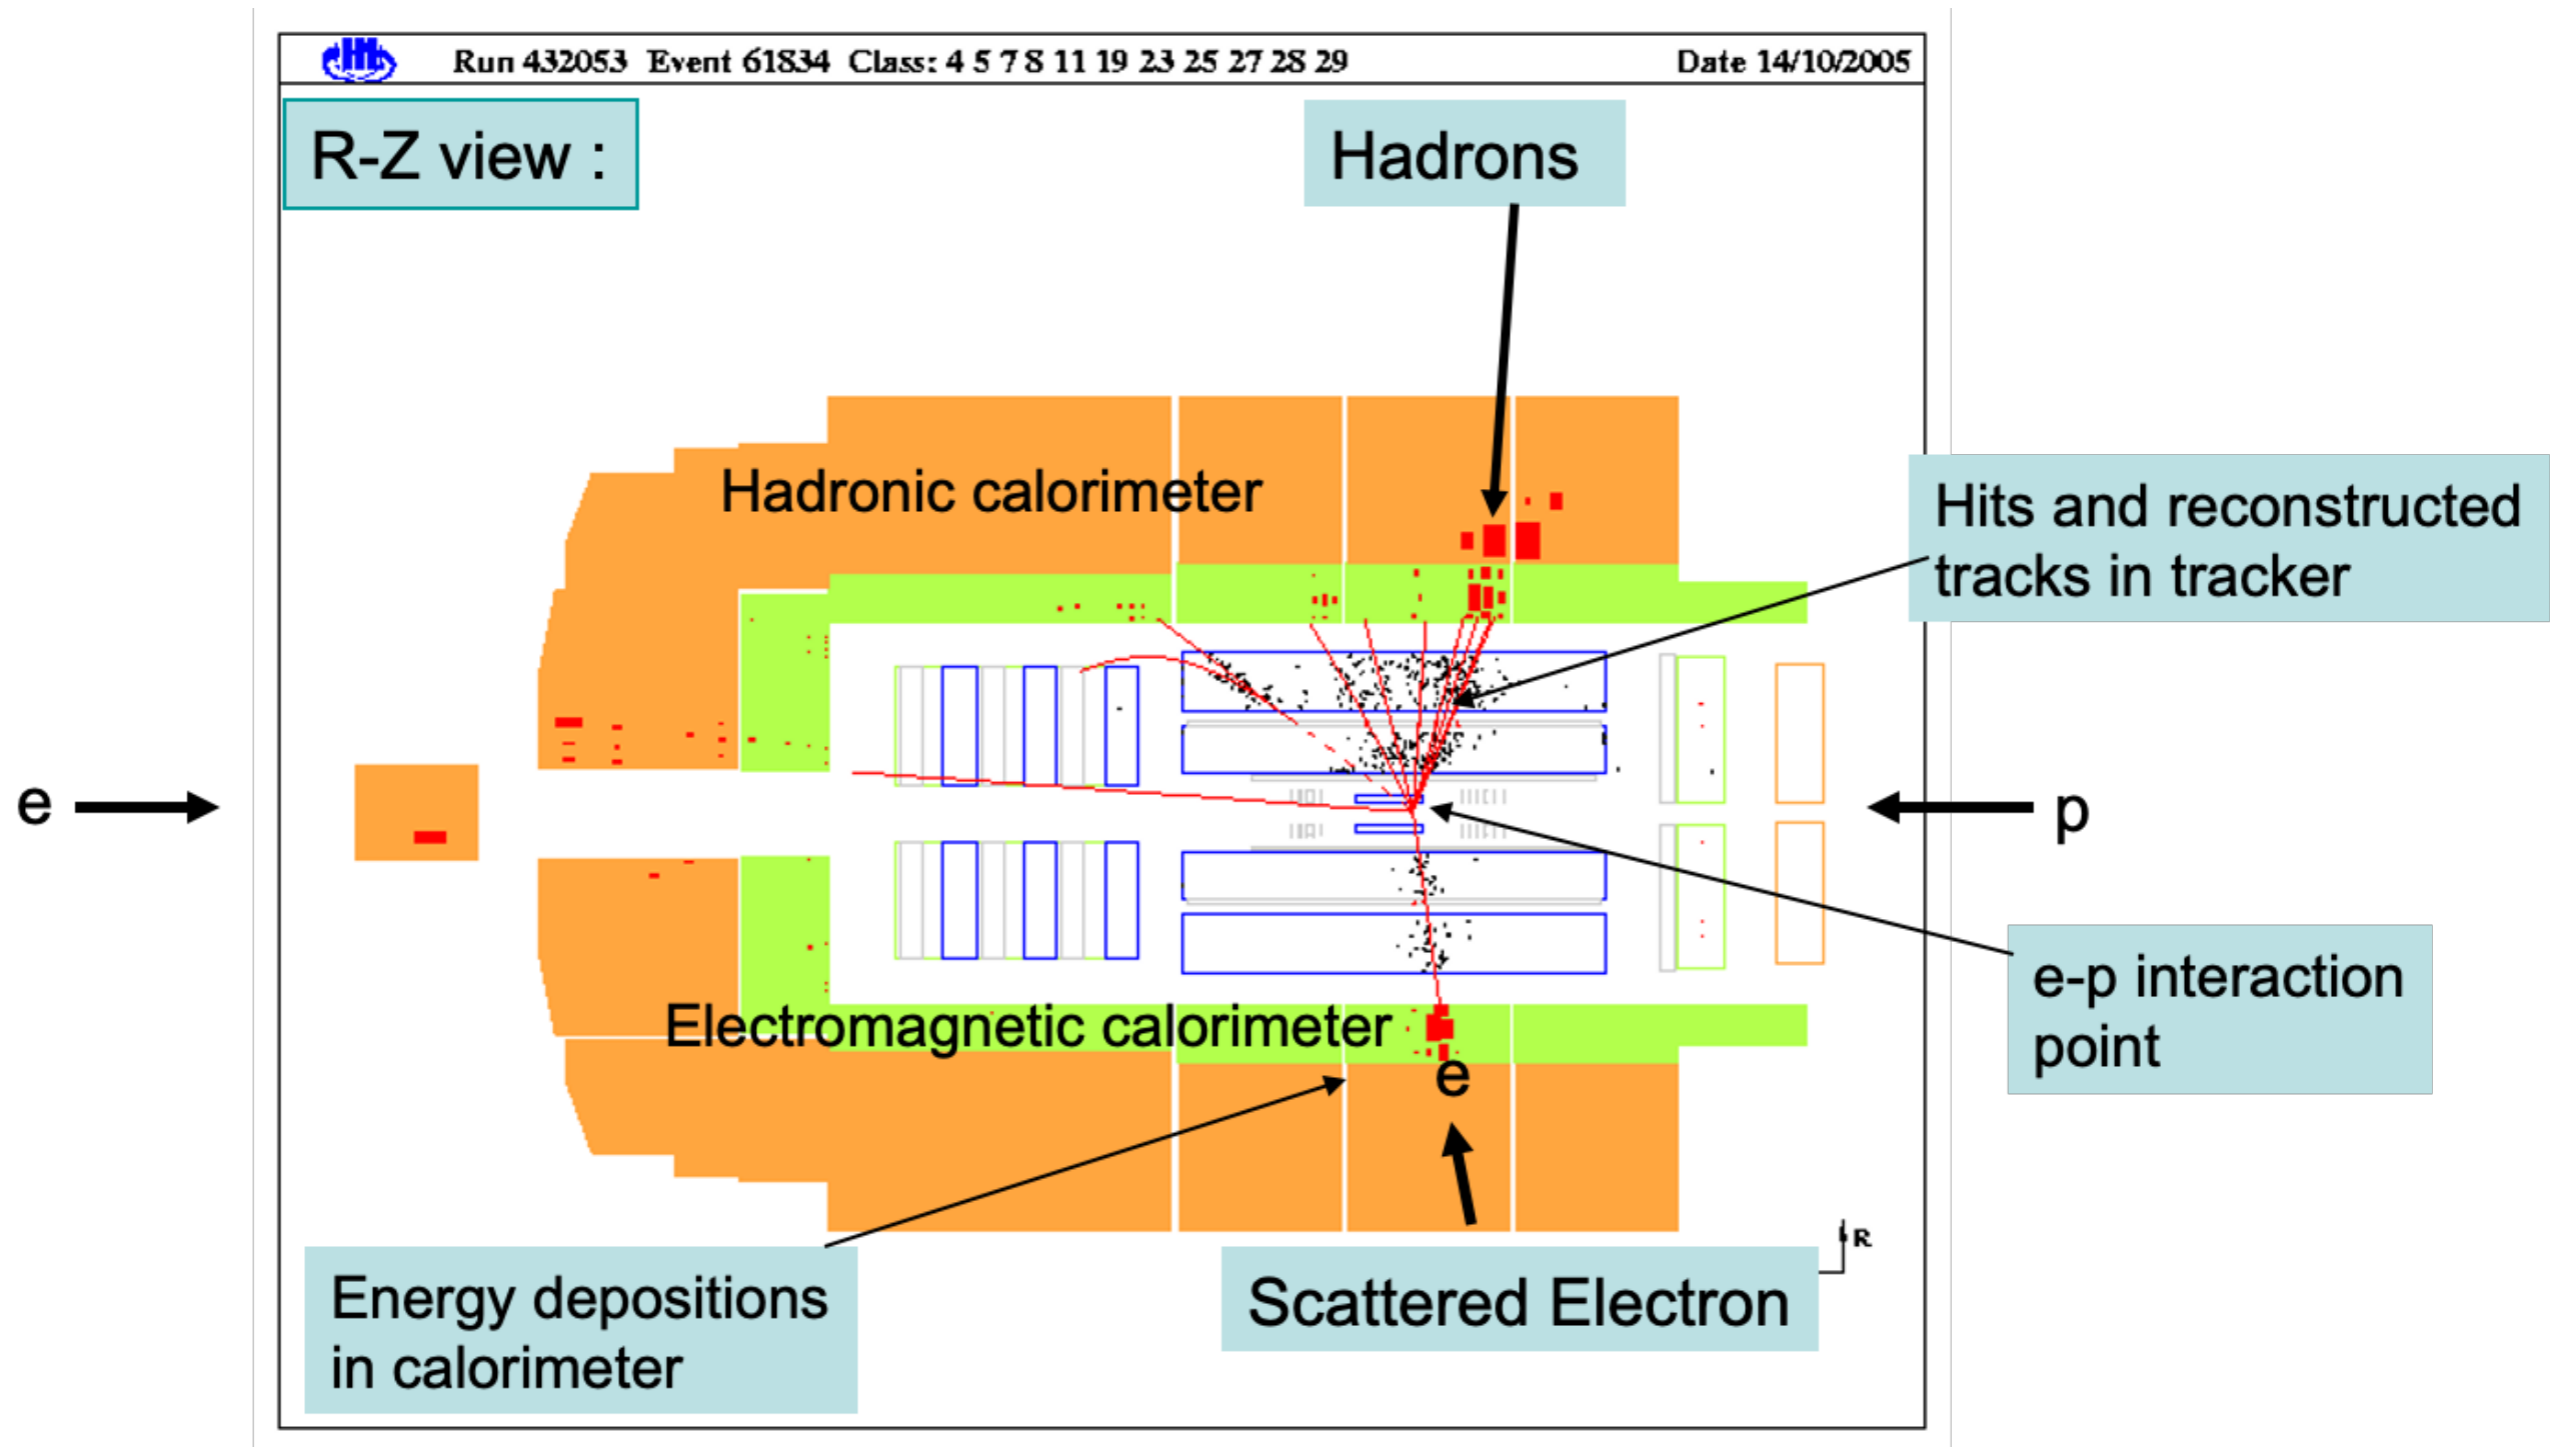 Run 432053 Event 61834 Class: 4 5 7 8 11 19 23 25 27 28 29 Date 14/10/2005
R-Z view :
Hadrons
Hadronic calorimeter
Hits and reconstructed
tracks in tracker
e
p
e-p interaction
point
Electromagnetic calorimeter
e
R
Energy depositions
in calorimeter
Scattered Electron